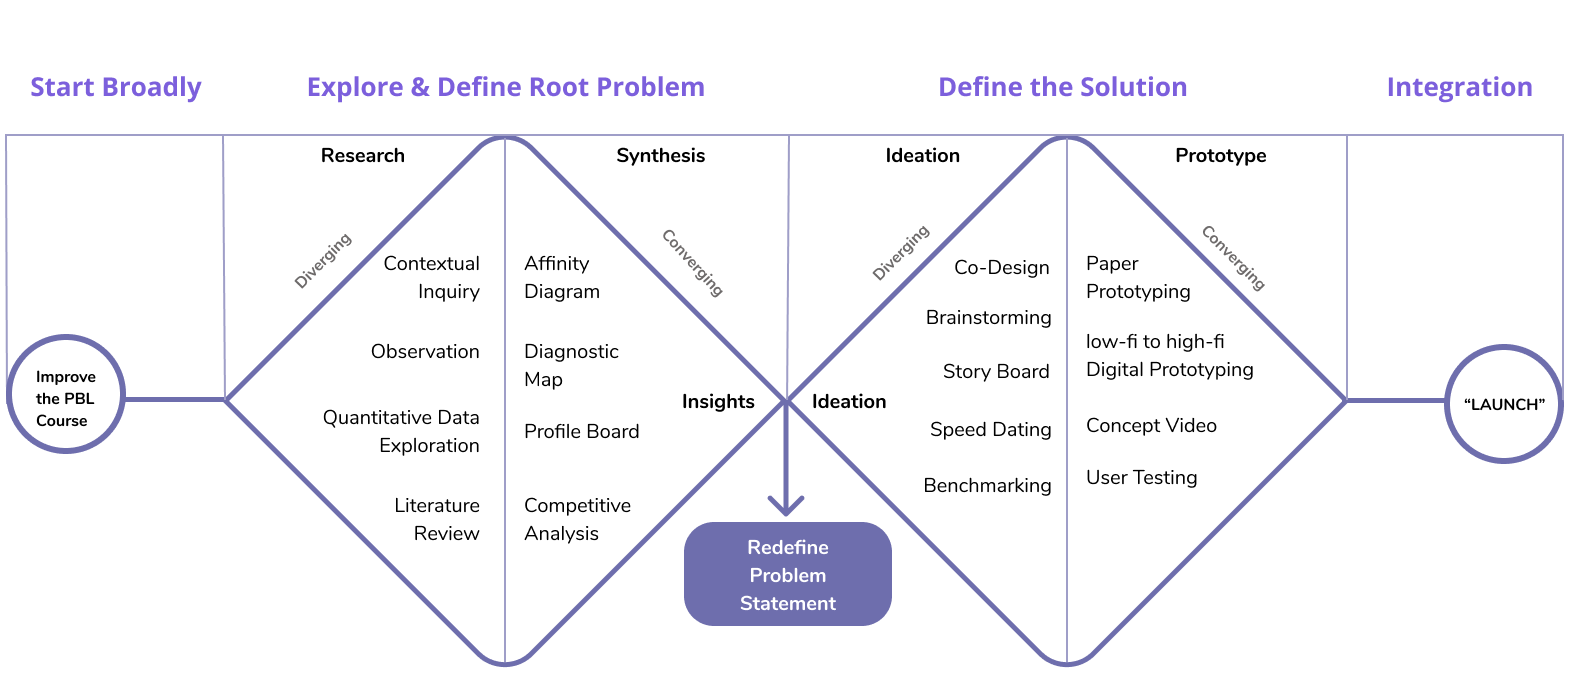 Start Broadly
Explore & Define Root Problem
Define the Solution
Integration
Research
Synthesis
Ideation
Prototype
Diverging
Converging
Diverging
Converging
Improve
the PBL
Course
Contextual
Inquiry
Observation
Quantitative Data
Exploration
Literature
Review
Affinity
Diagram
Diagnostic
Map
Profile Board
Competitive
Analysis
Insights
Ideation
Redefine
Problem
Statement
Co-Design
Brainstorming
Story Board
Speed Dating
Benchmarking
Paper
Prototyping
low-fi to high-fi
Digital Prototyping
Concept Video
User Testing
“LAUNCH”